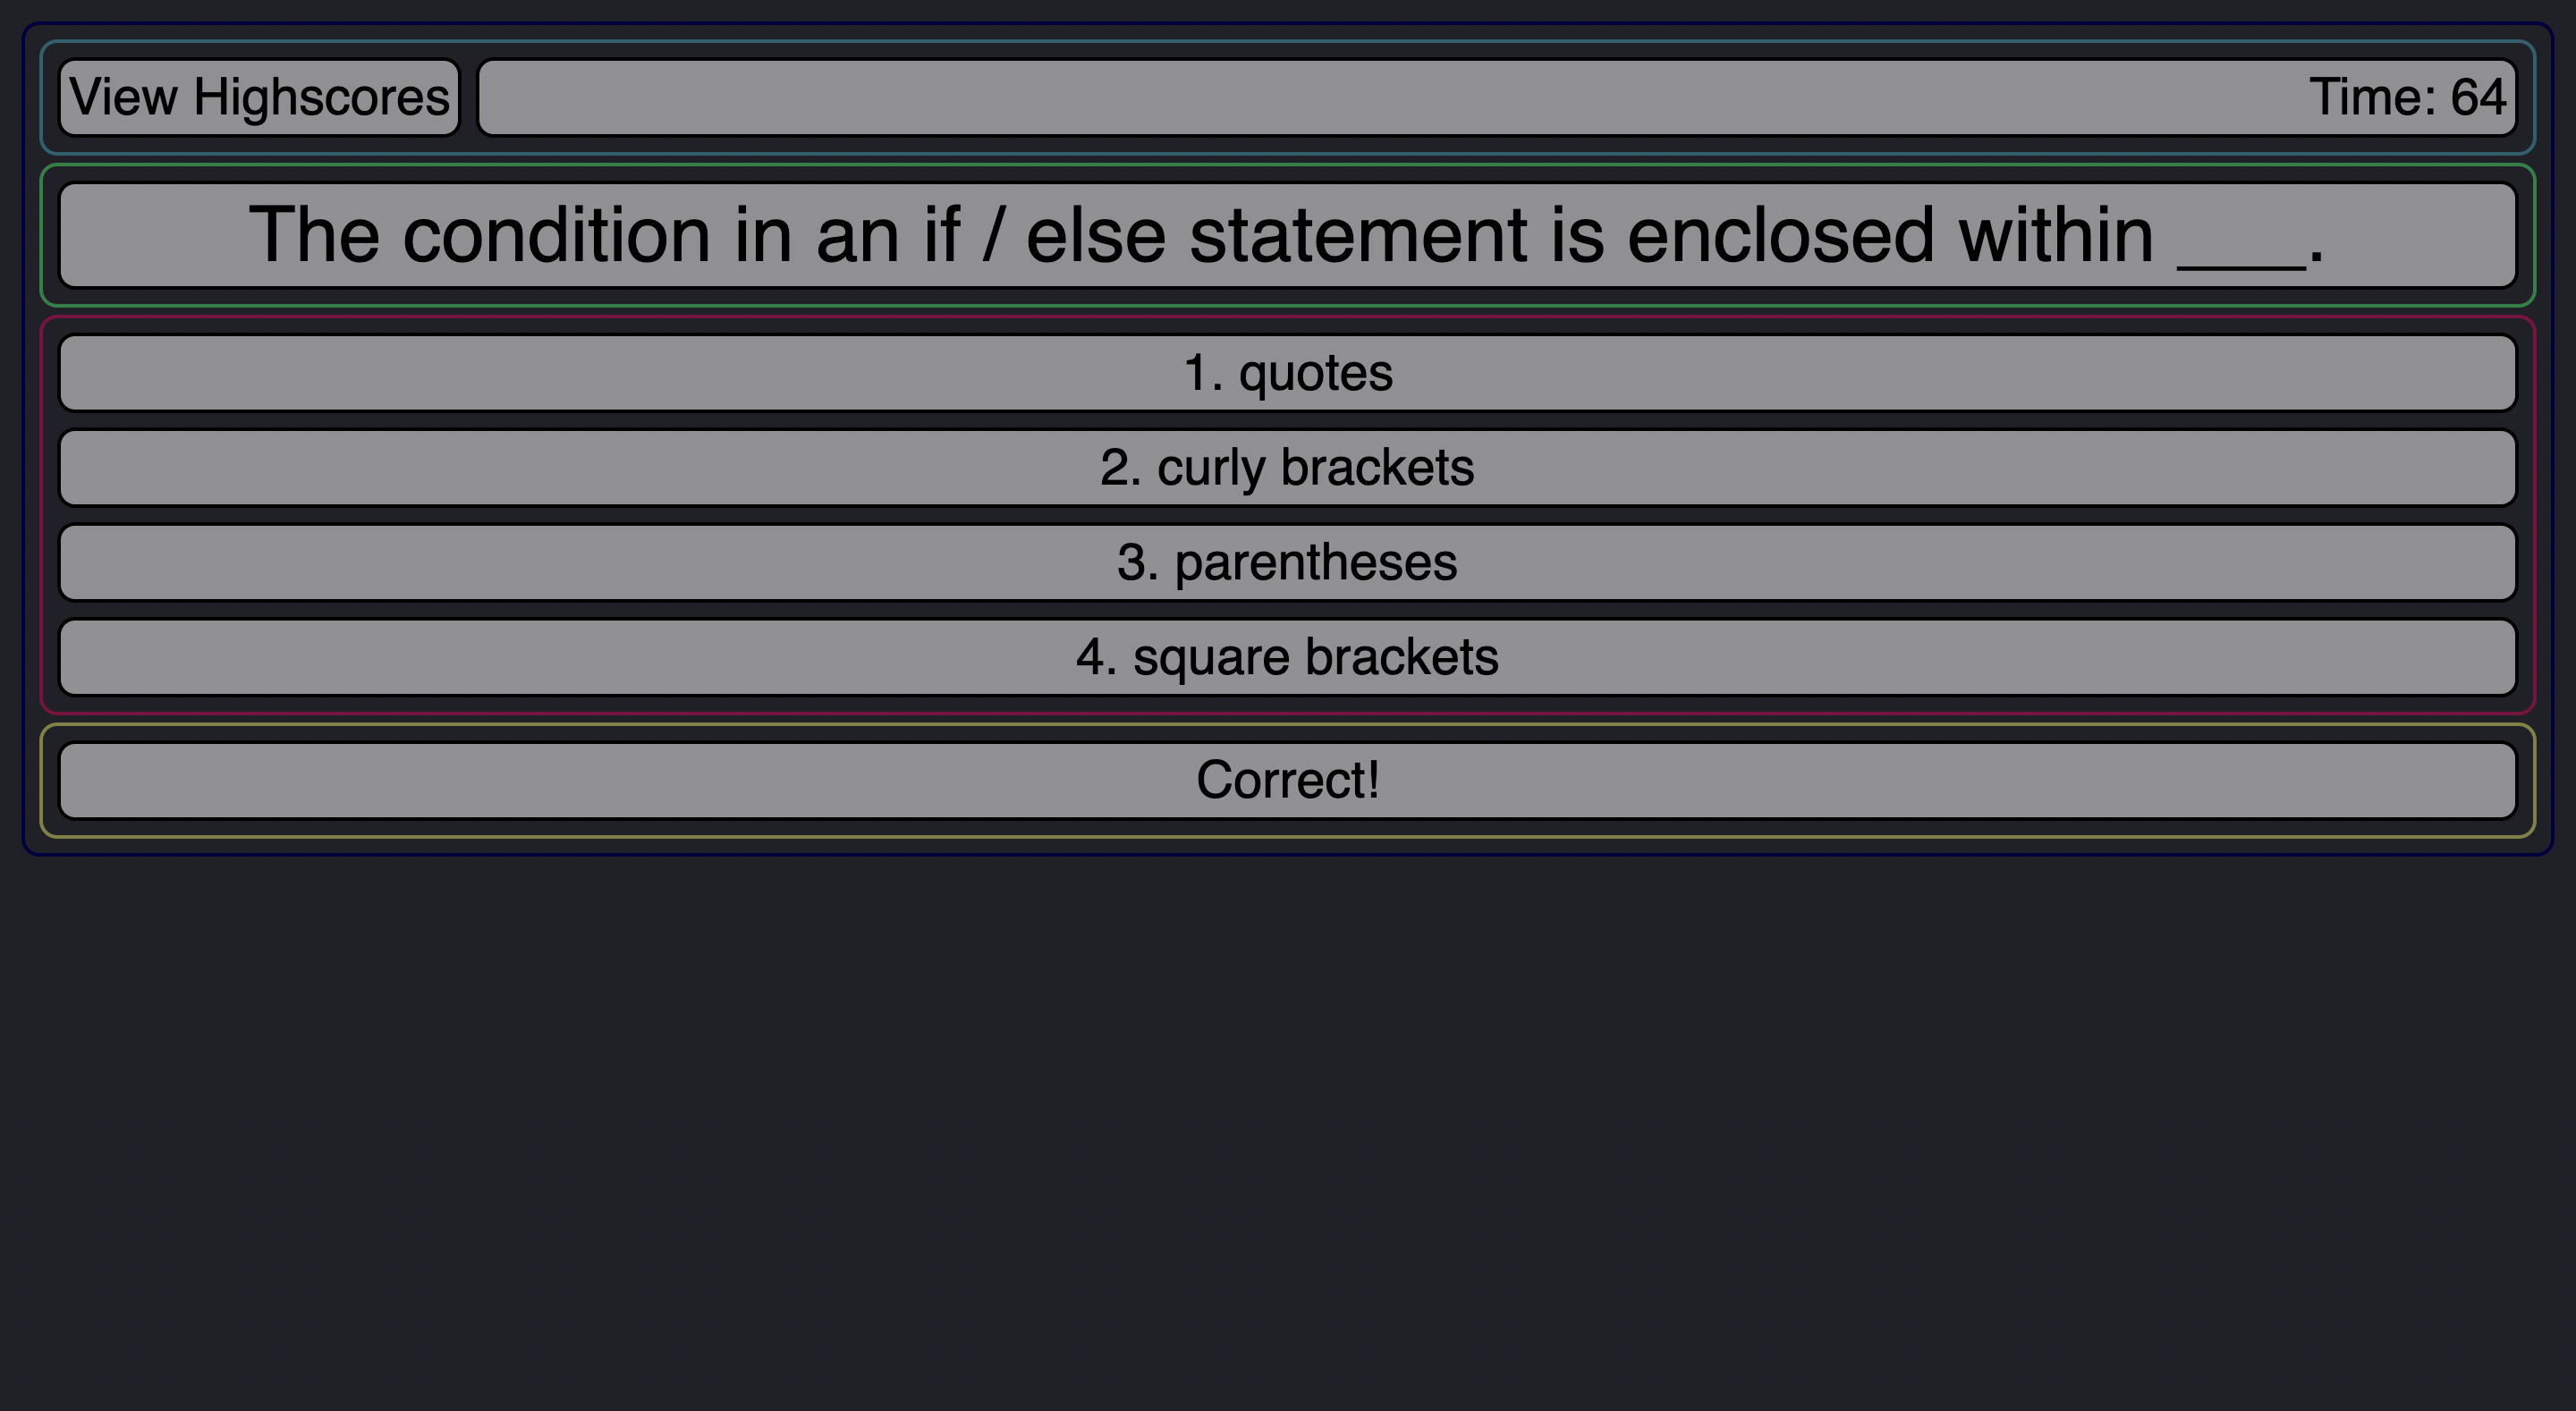 View Highscores Time: 64
The condition in an if / else statement is enclosed within ____.
1. quotes
2. curly brackets
3. parentheses
4. square brackets
Correct!